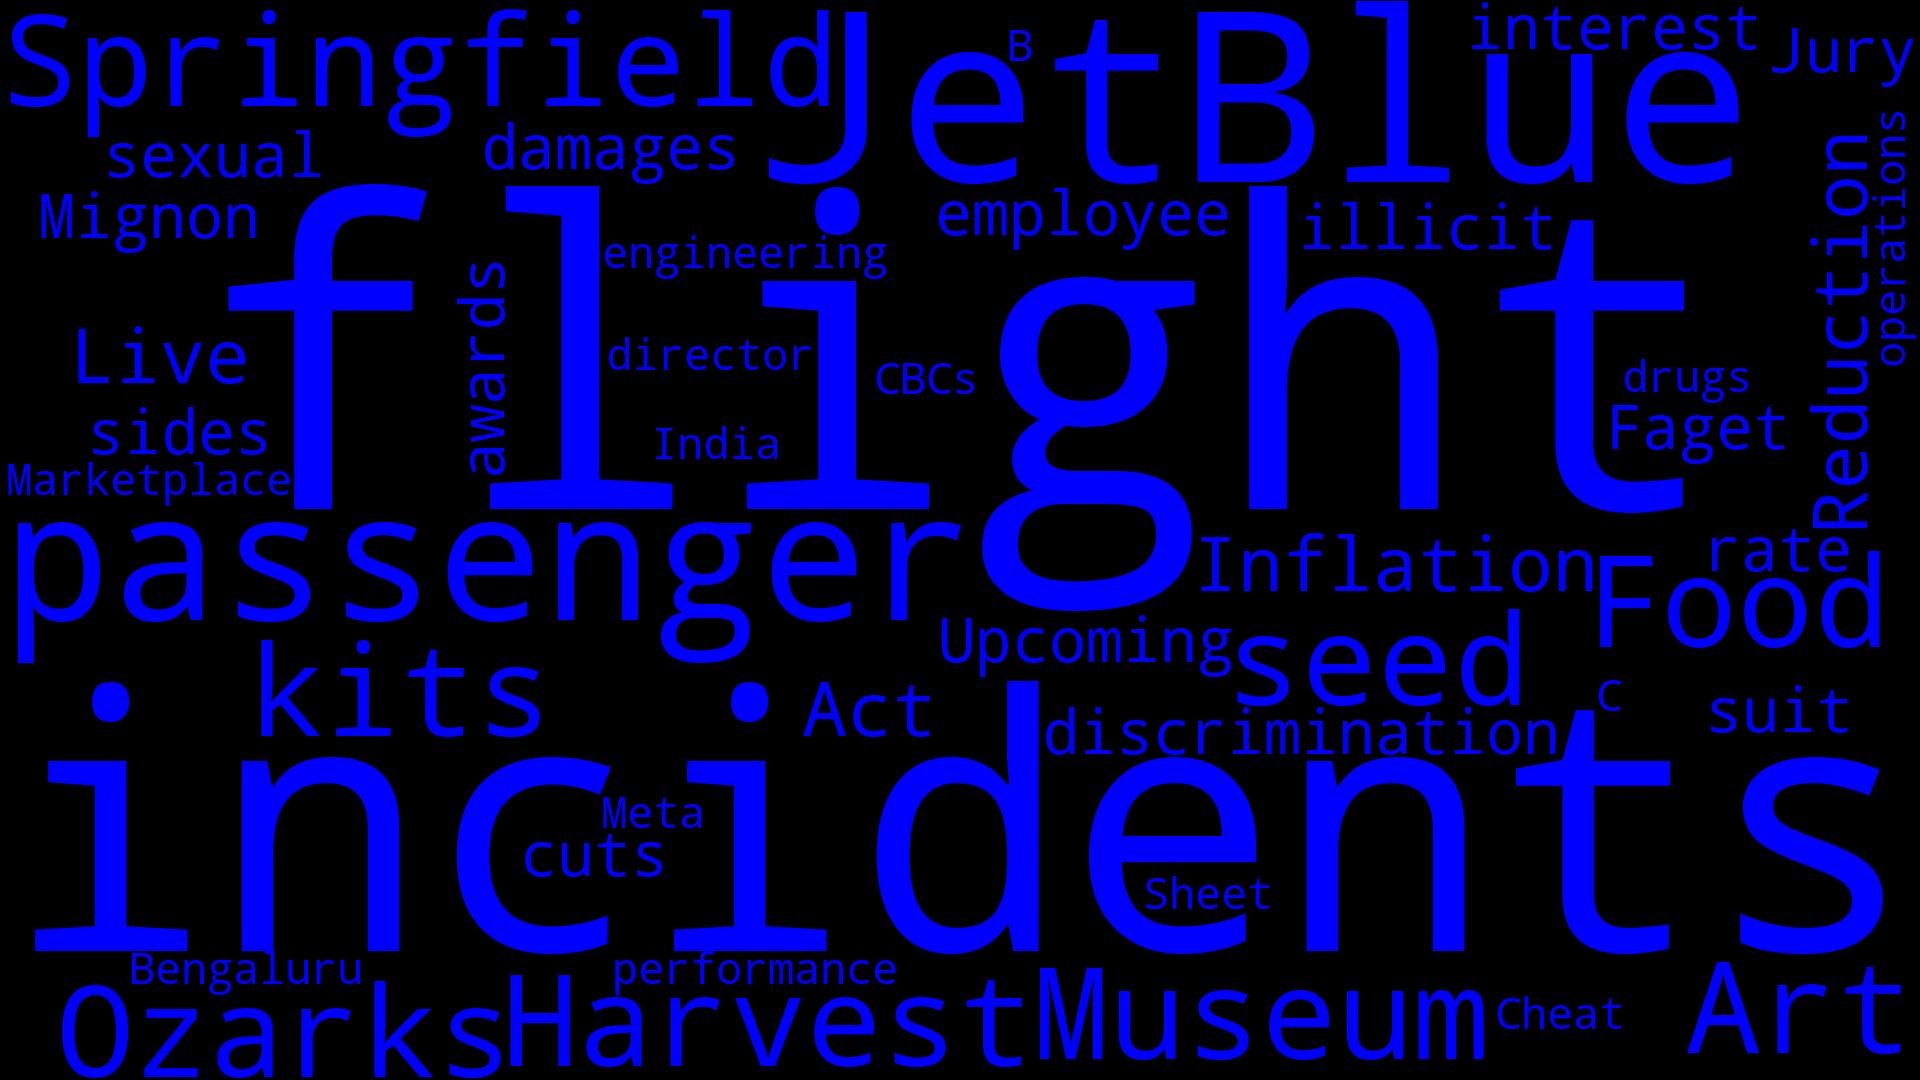 Springfield
JetBlue
B
interest
Jury
sexual
damages
Mignon
employee
illicit
engineering
flight
awards
Reduction
operations
Live
director
CBCs
drugs
sides
India
Faget
Marketplace
passenger
Inflation
rate
Food
Upcoming
seed
kits
Act
discrimination
C
suit
incidents
Meta
cuts
Sheet
Bengaluru
performance
Ozarks
Harvest
Museum
Cheat
Art